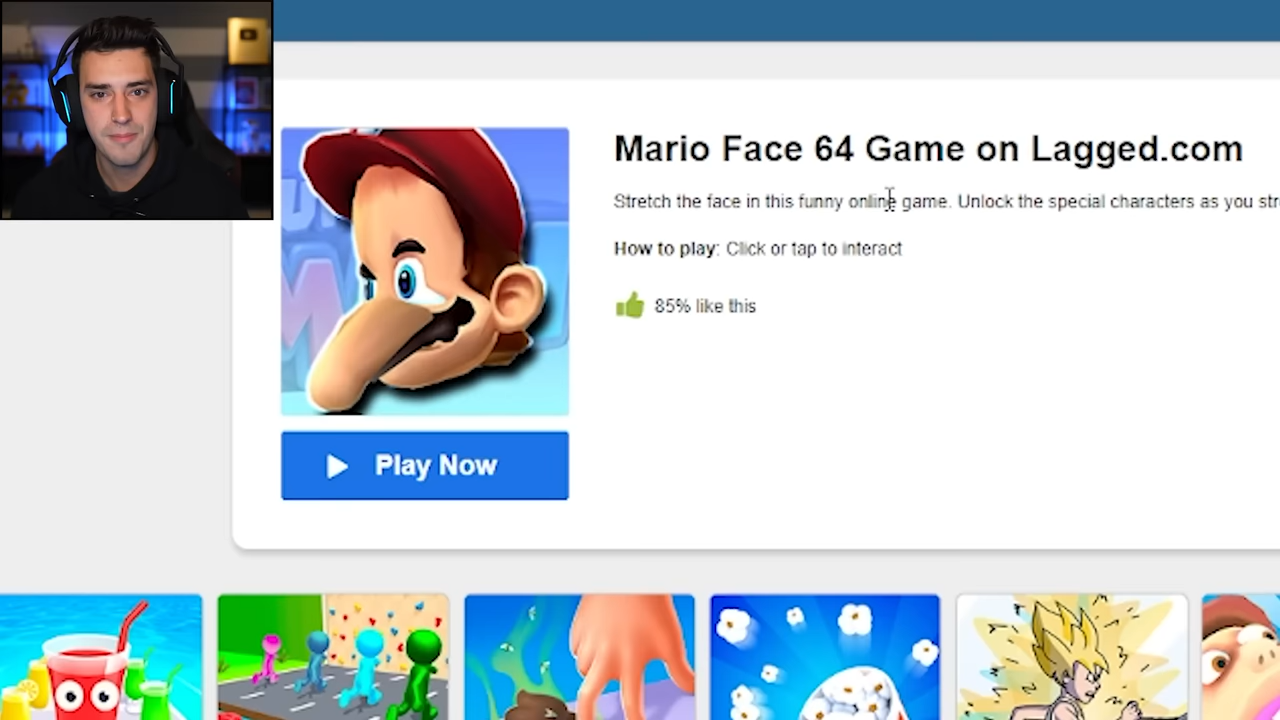 Mario Face 64 Game on Lagged.com
Stretch the face in this funny online game. Unlock the special characters as you str
How to play: Click or tap to interact
85% like this
Play Now